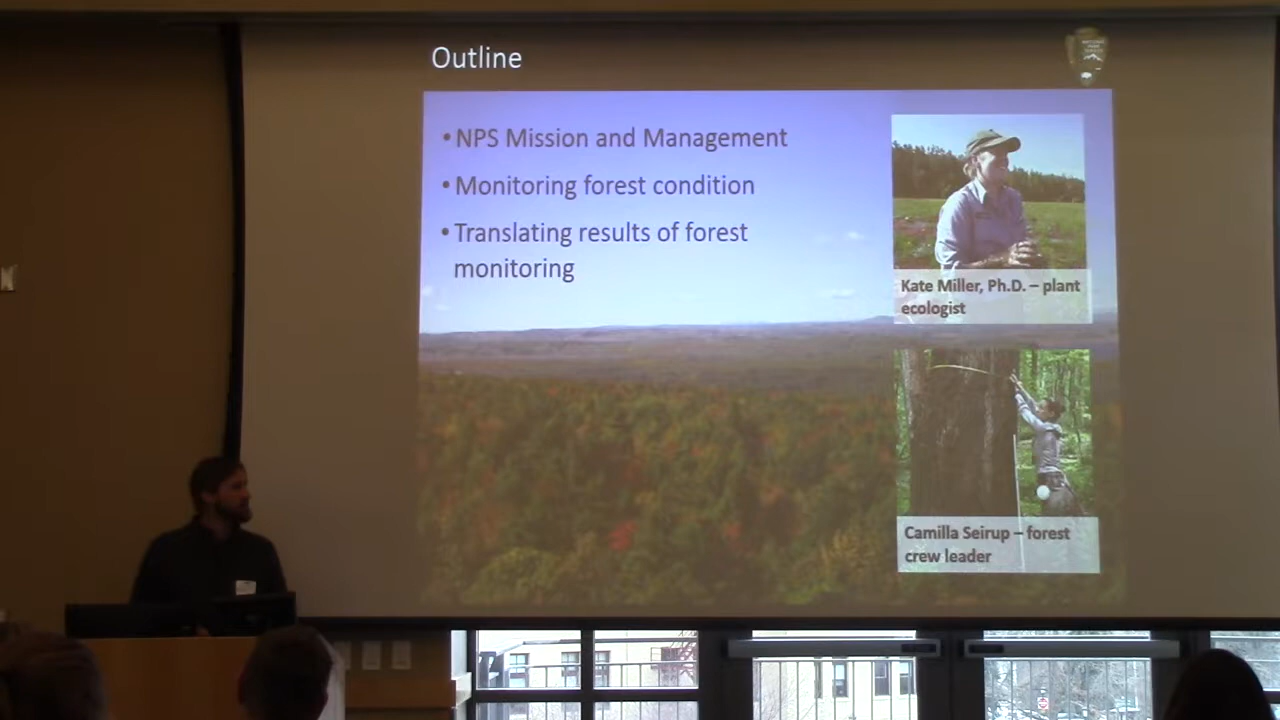 Outline
• NPS Mission and Management
• Monitoring forest condition
• Translating results of forest
monitoring
Kate Miller, Ph.D. – plant
ecologist
Camilla Seirup – forest
crew leader